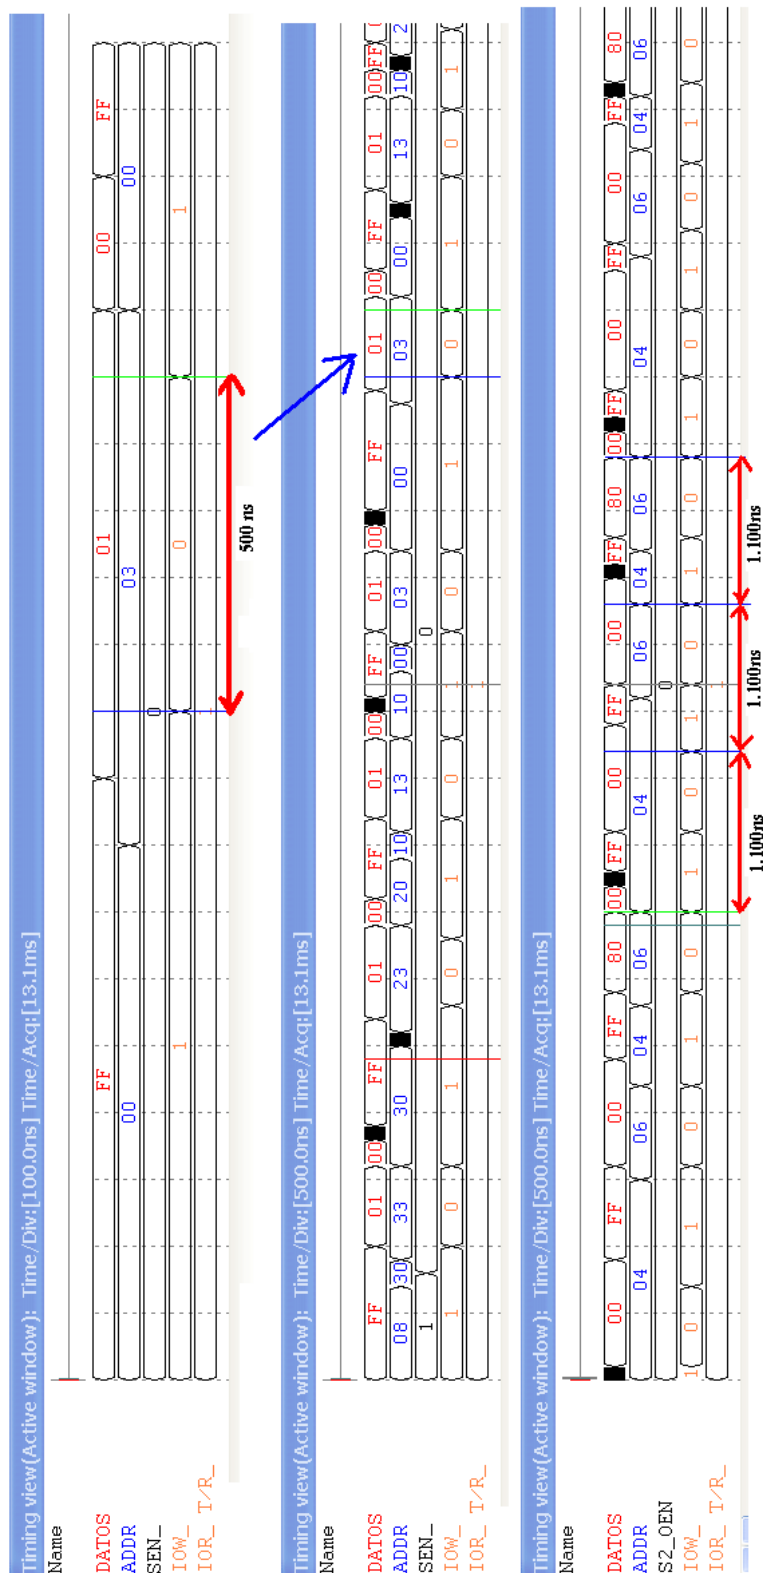 Timing view(Active window): Time/Div:[100.0ns] Time/Acq:[13.1ms]
Name
DATOS FF 01 00 FF
ADDR 00 03 00
SEN_ 0
IOW_ 1 0 1
IOR_ T/R_ 1
500 ns
Timing view(Active window): Time/Div:[500.0ns] Time/Acq:[13.1ms]
Name
DATOS FF 01 00 FF 01 00 FF 01 00 FF 01 00 FF 01 00 FF 01 00 FF
ADDR 08 30 33 30 23 20 10 13 10 00 03 00 03 00 13 10 2
SEN_ 1 0
IOW_ 1 0 1 0 1 0 1 0 1 0 1 0 1
IOR_ T/R_ 1
Timing view(Active window): Time/Div:[500.0ns] Time/Acq:[13.1ms]
Name
DATOS 00 FF 00 FF 80 00 FF 00 FF 00 FF 80 00 FF 00 FF 00 FF 80
ADDR 04 06 04 06 04 06 04 06 04 06 04 06
S2_OEN 0
IOW_ 1 0 1 0 1 0 1 0 1 0 1 0 1 0 1 0 1 0
IOR_ T/R_ 1
1.100ns 1.100ns 1.100ns